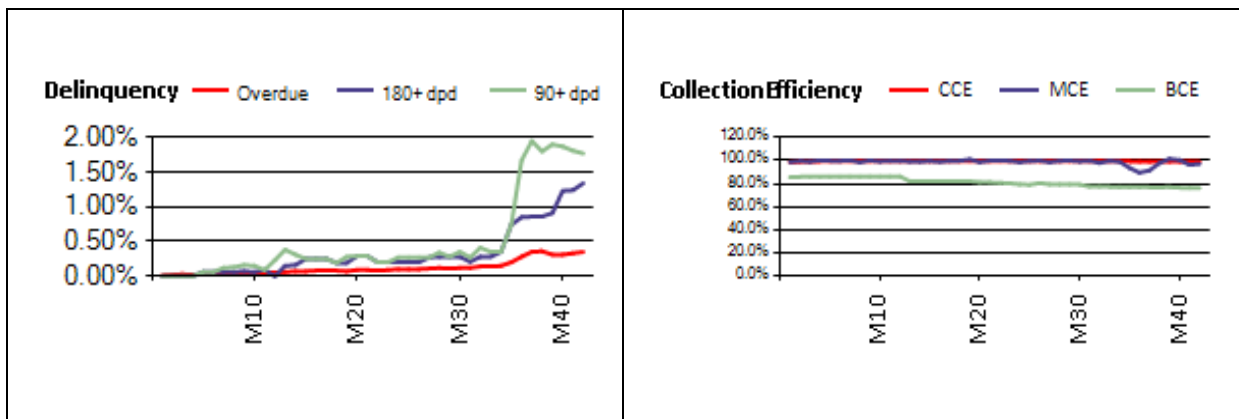 Delinquency Overdue 180+ dpd 90+ dpd
2.00%
1.50%
1.00%
0.50%
0.00%
M10
M20
M30
M40
Collection Efficiency CCE MCE BCE
120.0%
100.0%
80.0%
60.0%
40.0%
20.0%
0.0%
M10
M20
M30
M40